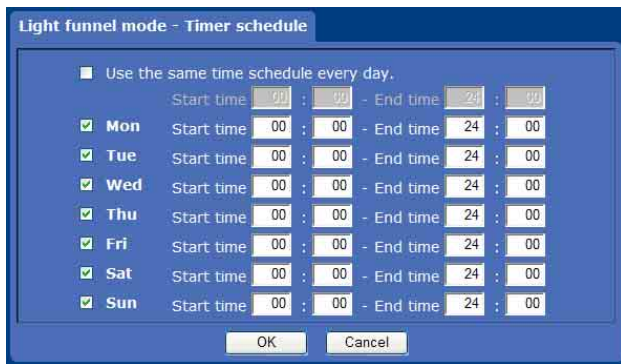 Light funnel mode - Timer schedule
Use the same time schedule every day.
Start time 00 : 00 - End time 24 : 00
Mon Start time 00 : 00 - End time 24 : 00
Tue Start time 00 : 00 - End time 24 : 00
Wed Start time 00 : 00 - End time 24 : 00
Thu Start time 00 : 00 - End time 24 : 00
Fri Start time 00 : 00 - End time 24 : 00
Sat Start time 00 : 00 - End time 24 : 00
Sun Start time 00 : 00 - End time 24 : 00
OK Cancel